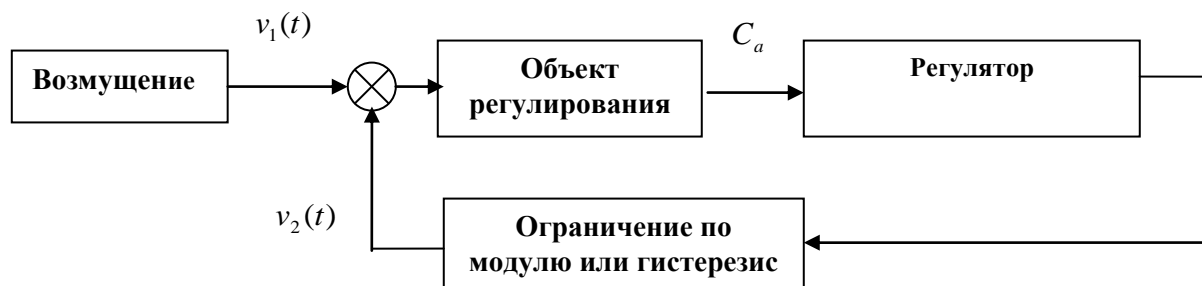 v₁(t)
Cₐ
Возмущение
Объект
регулирования
Регулятор
v₂(t)
Ограничение по
модулю или гистерезис